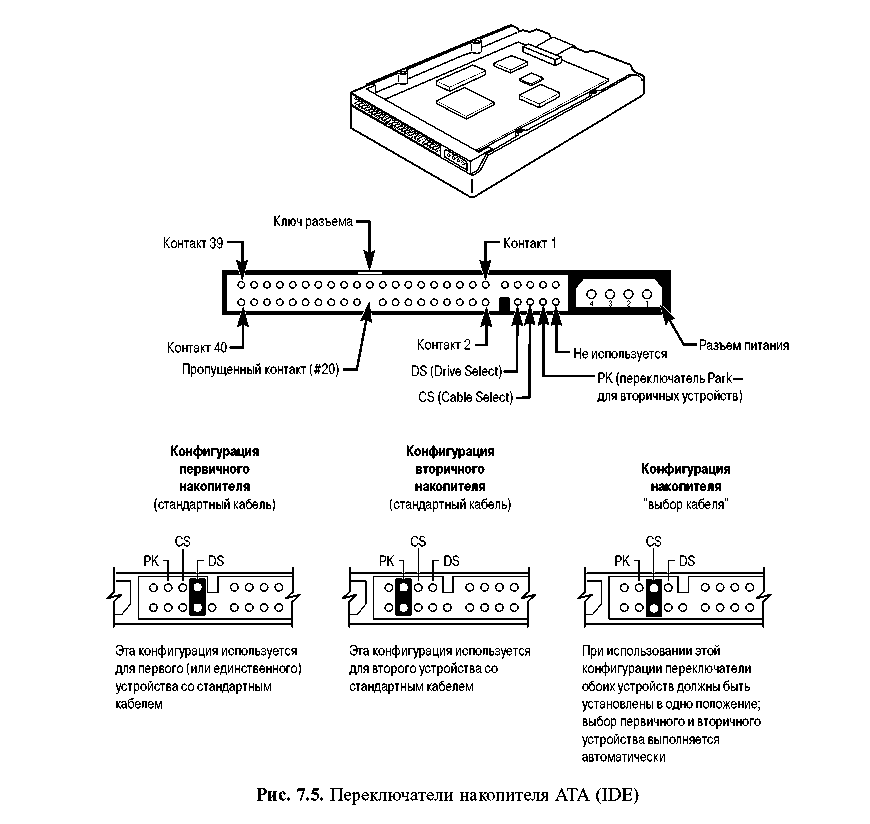 Ключ разъема
Контакт 39
Контакт 1
4 3 2 1
Контакт 40
Контакт 2
Разъем питания
Не используется
Пропущенный контакт (#20)
DS (Drive Select)
PK (переключатель Park—
для вторичных устройств)
CS (Cable Select)
Конфигурация
первичного
накопителя
(стандартный кабель)
CS
PK
DS
Эта конфигурация используется
для первого (или единственного)
устройства со стандартным
кабелем
Конфигурация
вторичного
накопителя
(стандартный кабель)
CS
PK
DS
Эта конфигурация используется
для второго устройства со
стандартным кабелем
Конфигурация
накопителя
"выбор кабеля"
CS
PK
DS
При использовании этой
конфигурации переключатели
обоих устройств должны быть
установлены в одно положение;
выбор первичного и вторичного
устройства выполняется
автоматически
Рис. 7.5. Переключатели накопителя ATA (IDE)